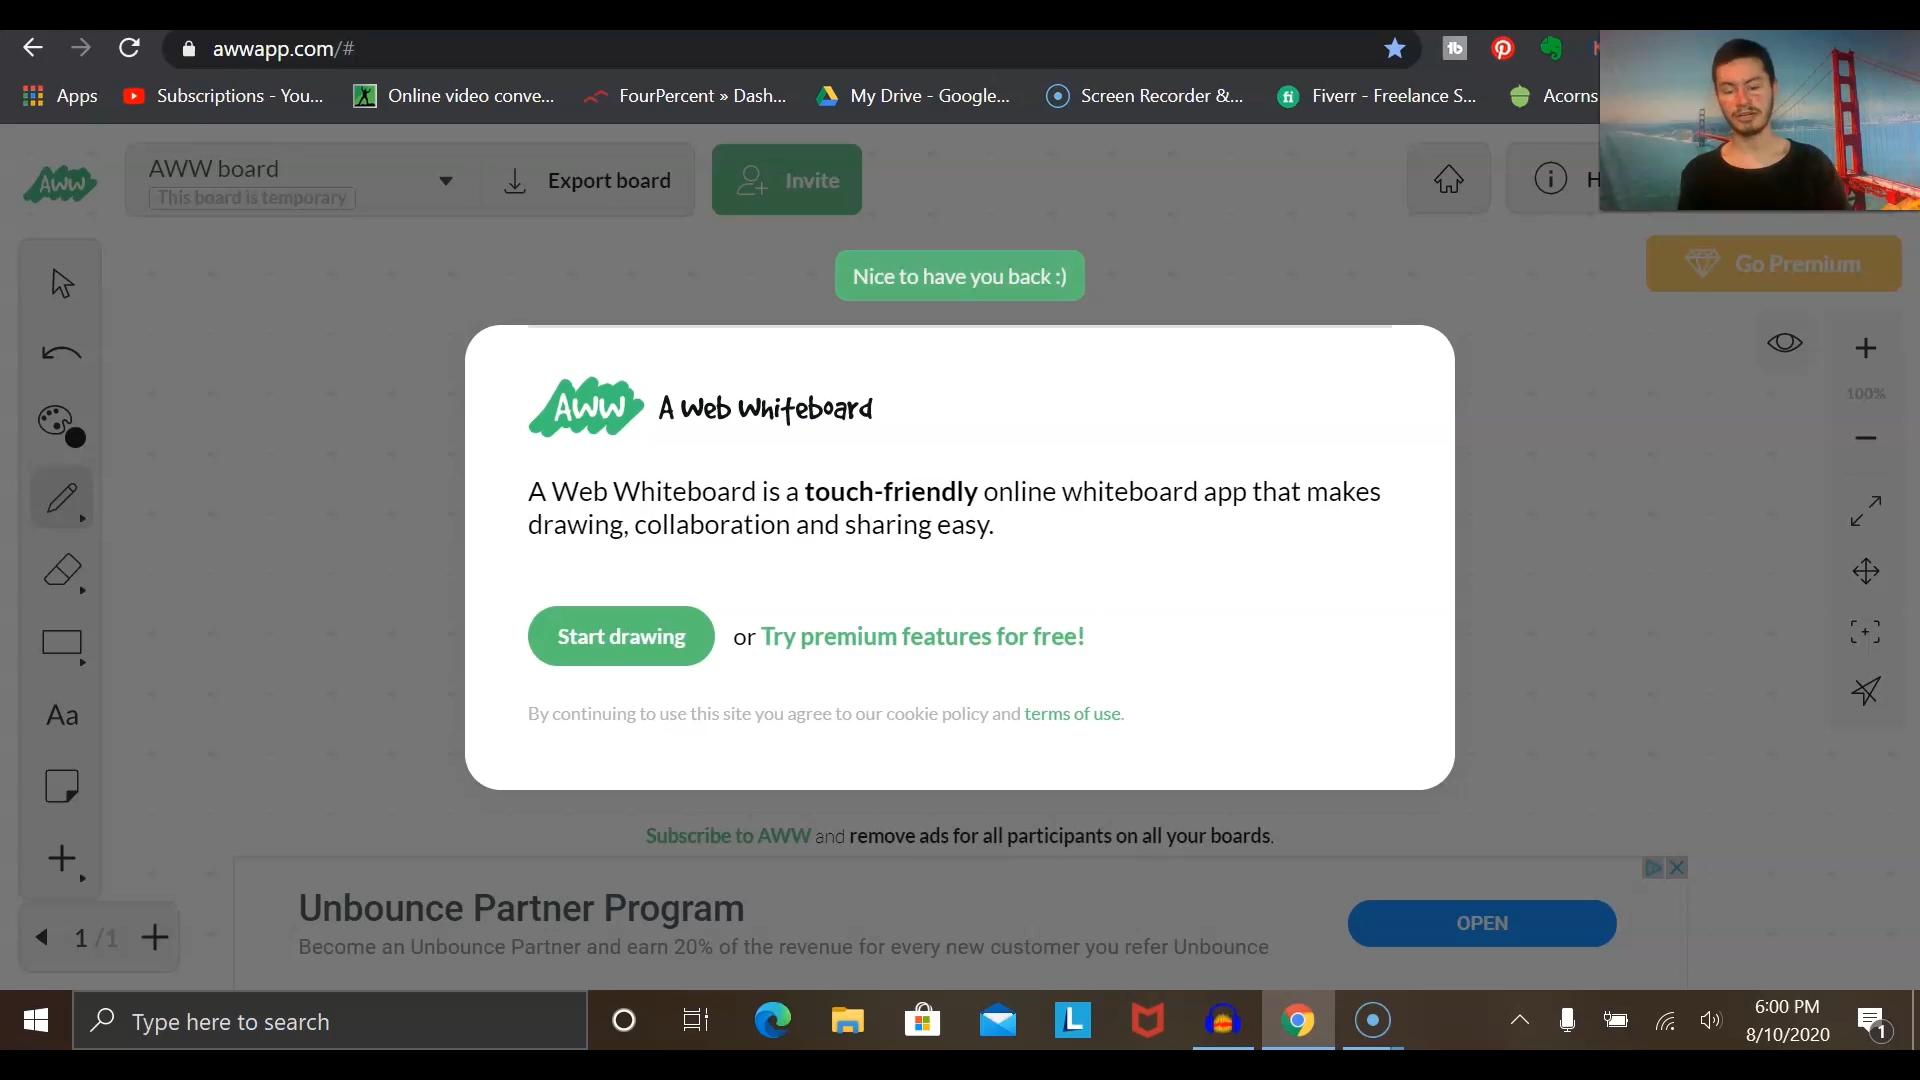 awwapp.com/#
Apps
Subscriptions - You...
Online video conve...
FourPercent » Dash...
My Drive - Google...
Screen Recorder &...
Fiverr - Freelance S...
Acorns
AWW
AWW board
This board is temporary
Export board
Invite
Nice to have you back :)
Go Premium
100%
AWW A Web Whiteboard
A Web Whiteboard is a touch-friendly online whiteboard app that makes
drawing, collaboration and sharing easy.
Start drawing or Try premium features for free!
By continuing to use this site you agree to our cookie policy and terms of use.
Aa
Subscribe to AWW and remove ads for all participants on all your boards.
Unbounce Partner Program
Become an Unbounce Partner and earn 20% of the revenue for every new customer you refer Unbounce
OPEN
1 /1
Type here to search
L
6:00 PM
8/10/2020
1